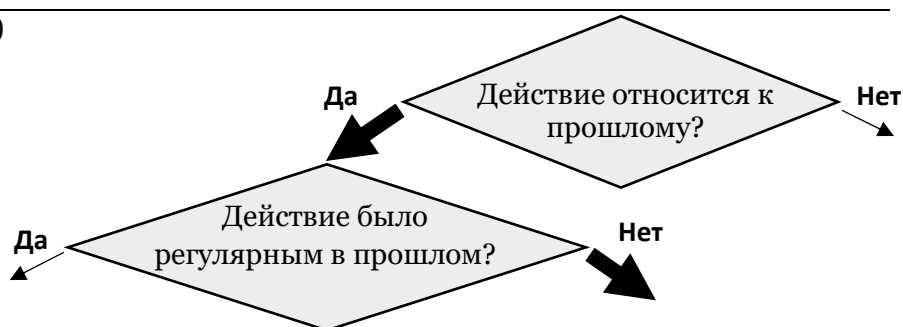 )
Да
Действие относится к
прошлому?
Нет
Да
Действие было
регулярным в прошлом?
Нет